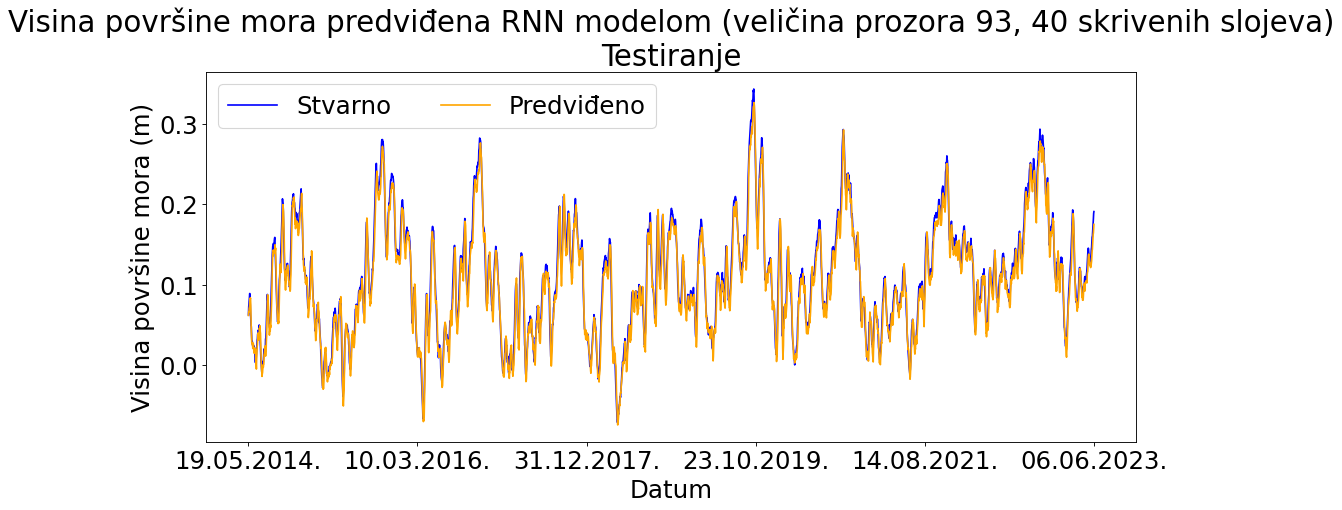 Visina površine mora predviđena RNN modelom (veličina prozora 93, 40 skrivenih slojeva)
Testiranje
Stvarno
Predviđeno
Visina površine mora (m)
0.3
0.2
0.1
0.0
19.05.2014.
10.03.2016.
31.12.2017.
23.10.2019.
14.08.2021.
06.06.2023.
Datum